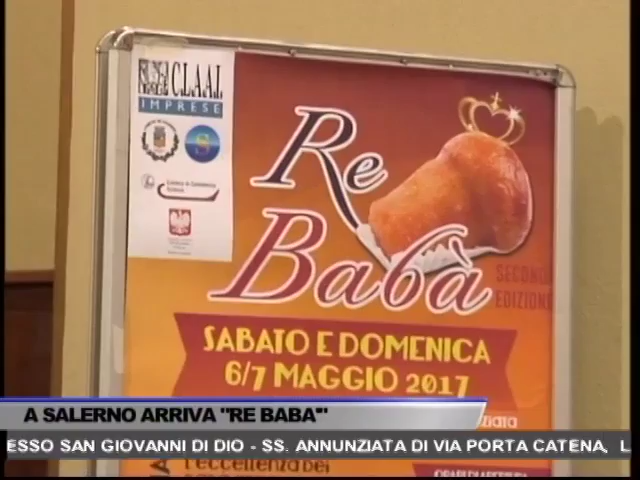 C.L.A.A.I.
IMPRESE
Re
Babà
SECONDA
EDIZIONE
SABATO E DOMENICA
6/7 MAGGIO 2017
A SALERNO ARRIVA "RE BABA'"
ESSO SAN GIOVANNI DI DIO - SS. ANNUNZIATA DI VIA PORTA CATENA, L
l'eccellenza dei